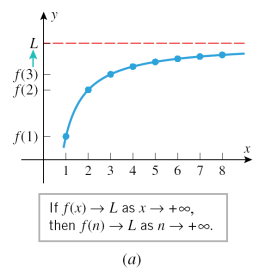 y
L
f(3)
f(2)
f(1)
x
1 2 3 4 5 6 7 8
If f(x) → L as x → +∞,
then f(n) → L as n → +∞.
(a)